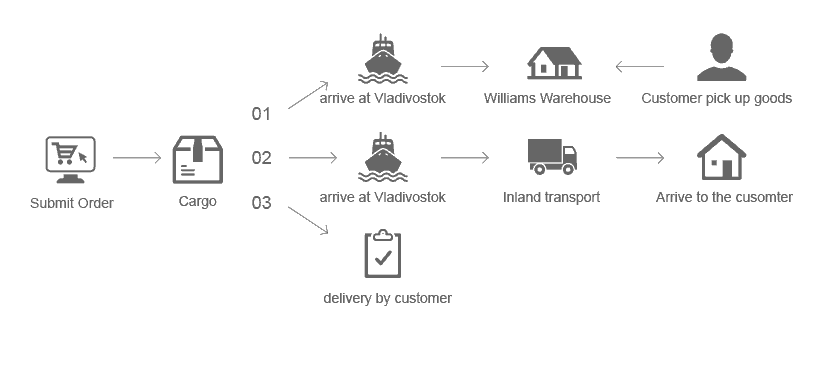 01
arrive at Vladivostok
Williams Warehouse
Customer pick up goods
Submit Order
Cargo
02
arrive at Vladivostok
Inland transport
Arrive to the cusomter
03
delivery by customer